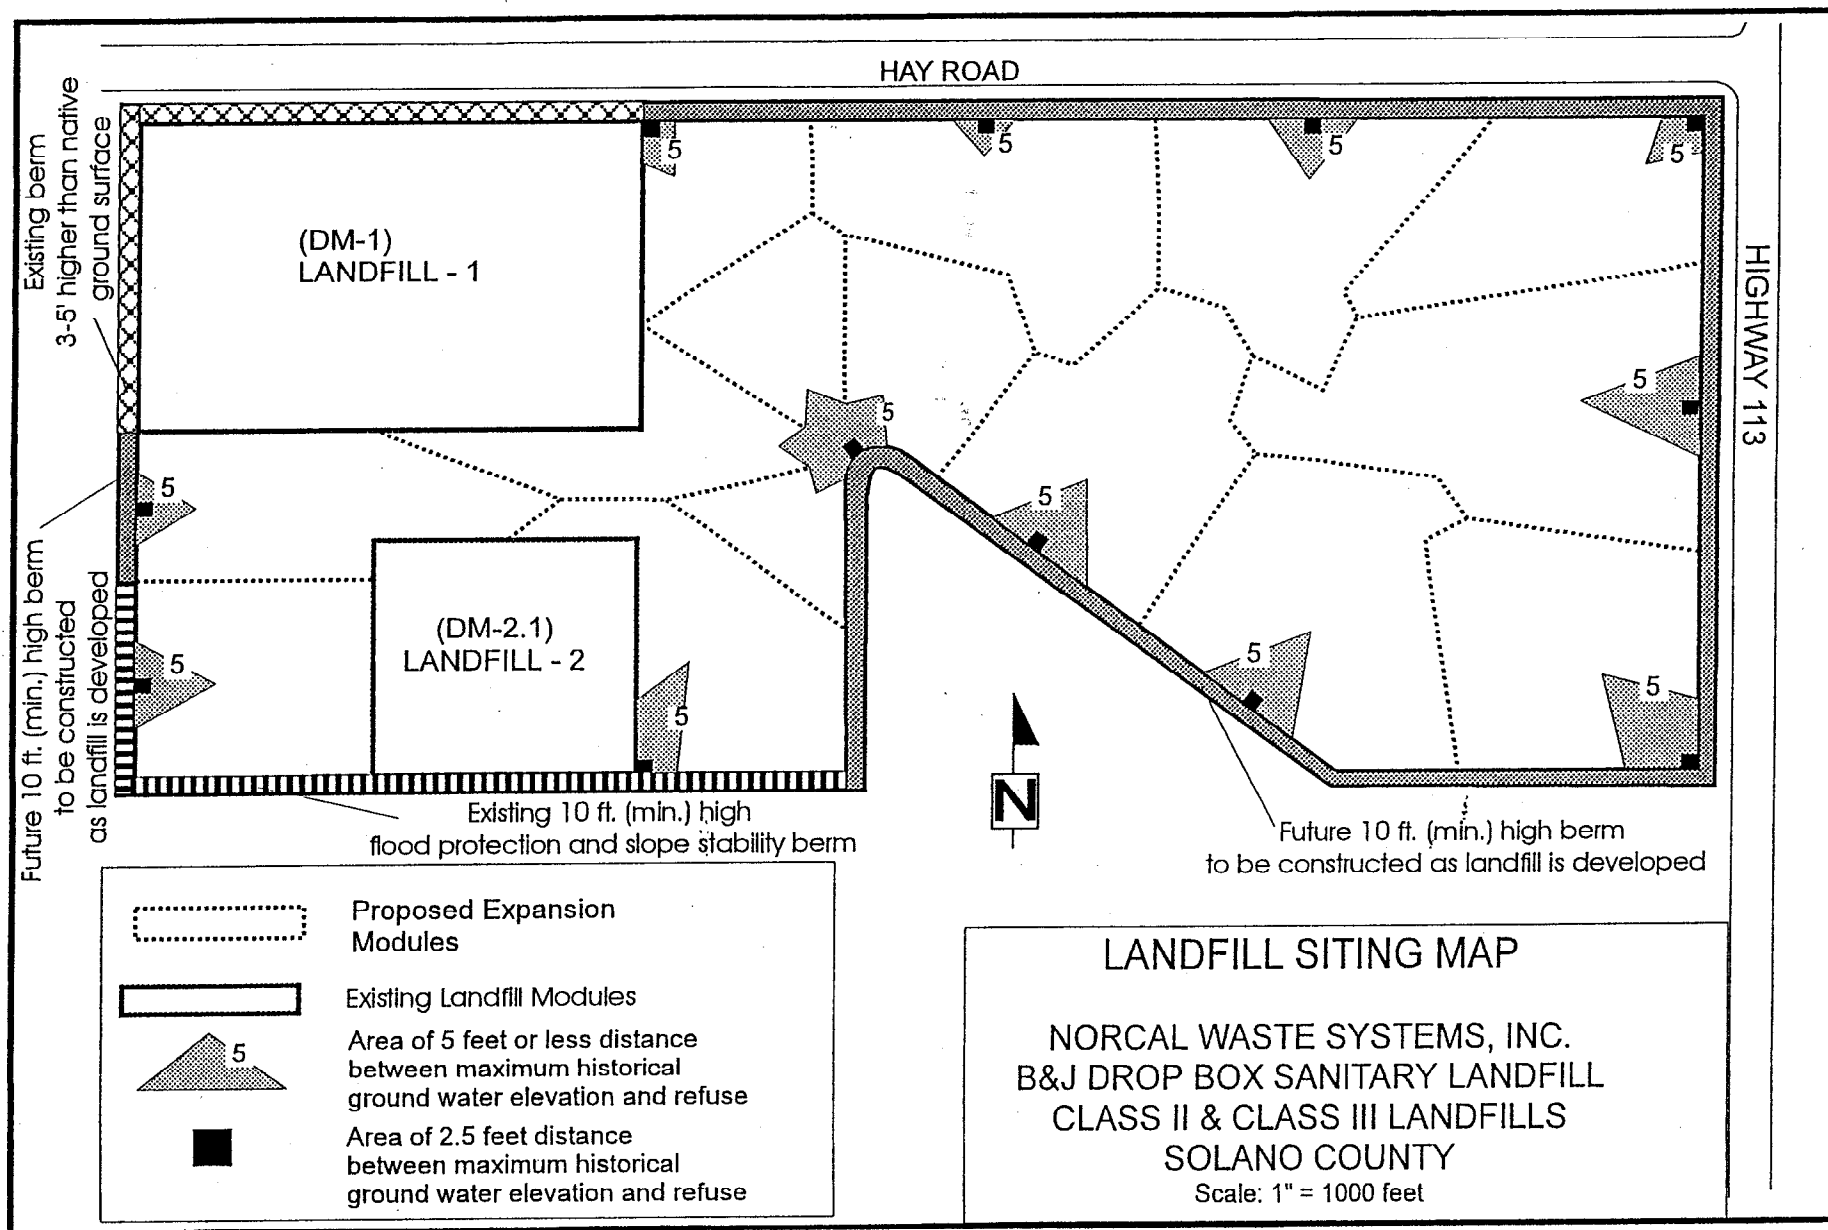 HAY ROAD
Existing berm
3-5' higher than native
ground surface
5
5
5
5
(DM-1)
LANDFILL - 1
HIGHWAY 113
5
5
5
5
Future 10 ft. (min.) high berm
to be constructed
as landfill is developed
5
(DM-2.1)
LANDFILL - 2
5
5
5
5
N
Existing 10 ft. (min.) high
flood protection and slope stability berm
Future 10 ft. (min.) high berm
to be constructed as landfill is developed
Proposed Expansion
Modules
Existing Landfill Modules
5
Area of 5 feet or less distance
between maximum historical
ground water elevation and refuse
Area of 2.5 feet distance
between maximum historical
ground water elevation and refuse
LANDFILL SITING MAP
NORCAL WASTE SYSTEMS, INC.
B&J DROP BOX SANITARY LANDFILL
CLASS II & CLASS III LANDFILLS
SOLANO COUNTY
Scale: 1" = 1000 feet